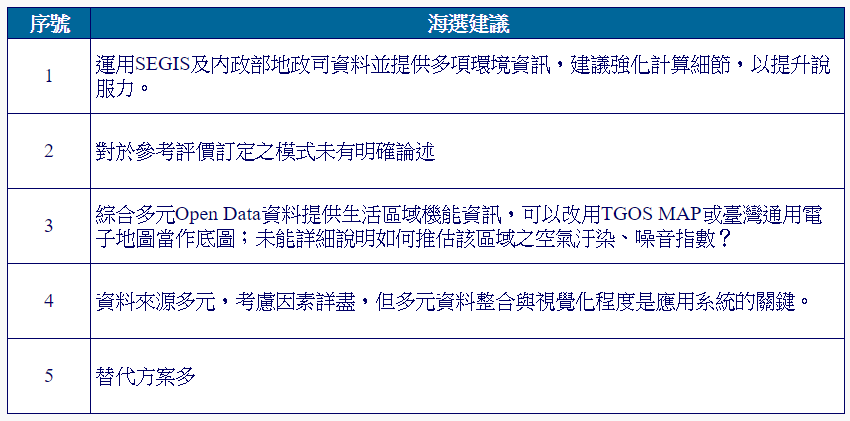 序號 海選建議
1 運用SEGIS及內政部地政司資料並提供多項環境資訊，建議強化計算細節，以提升說
服力。
2 對於參考評價訂定之模式未有明確論述
3 綜合多元Open Data資料提供生活區域機能資訊，可以改用TGOS MAP或臺灣通用電
子地圖當作底圖；未能詳細說明如何推估該區域之空氣汙染、噪音指數？
4 資料來源多元，考慮因素詳盡，但多元資料整合與視覺化程度是應用系統的關鍵。
5 替代方案多